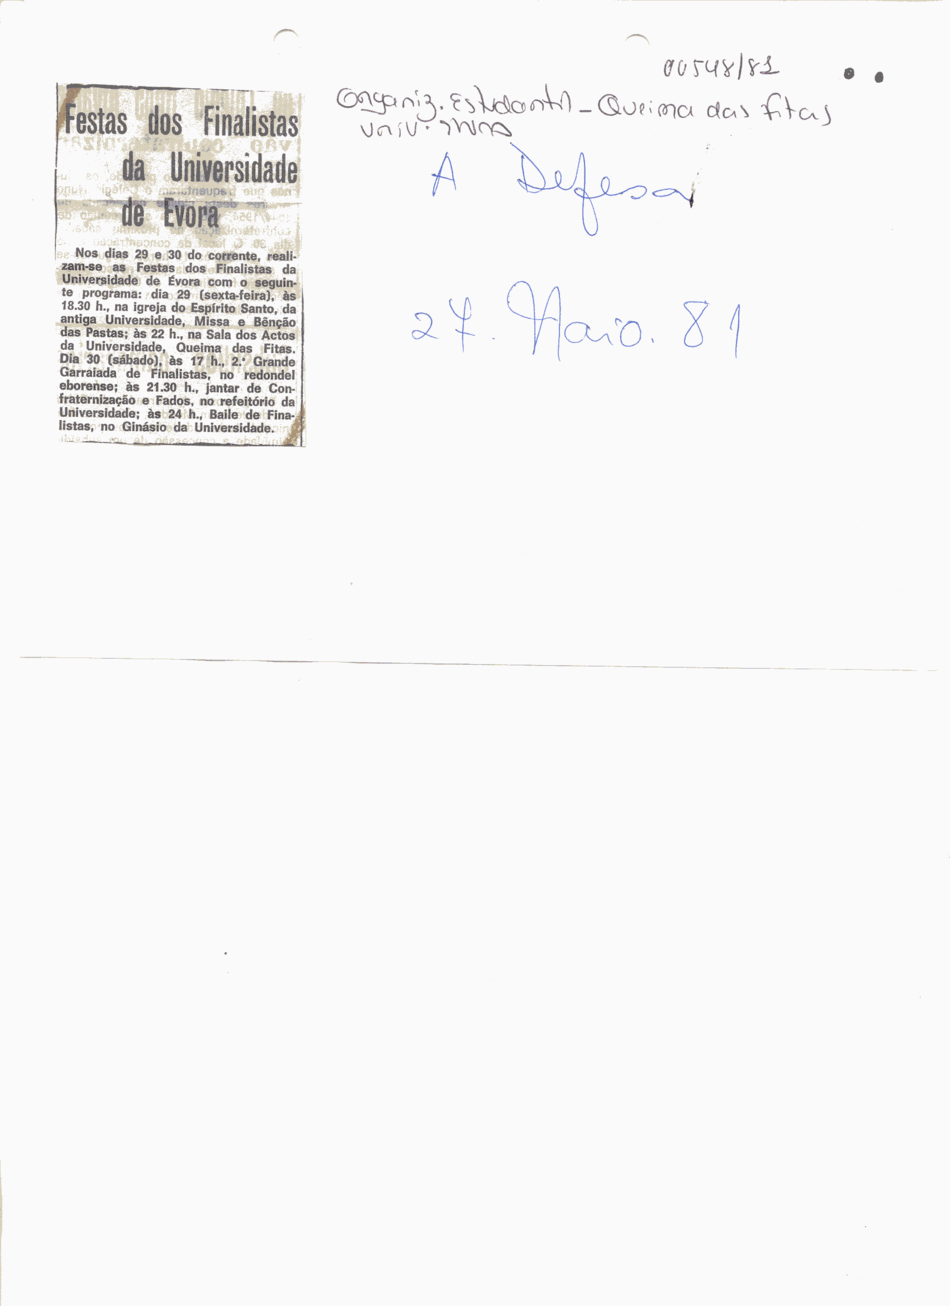 00548/81
Organiz. Estudantil - Queima das fitas
Univ.
A Defesa
27. Maio. 81
Festas dos Finalistas
da Universidade
de Evora
Nos dias 29 e 30 do corrente, reali-
zam-se as Festas dos Finalistas da
Universidade de Évora com o seguin-
te programa: dia 29 (sexta-feira), às
18.30 h., na igreja do Espírito Santo, da
antiga Universidade, Missa e Bênção
das Pastas; às 22 h., na Sala dos Actos
da Universidade, Queima das Fitas.
Dia 30 (sábado), às 17 h., 2.ª Grande
Garraiada de Finalistas, no redondel
eborense; às 21.30 h., jantar de Con-
fraternização e Fados, no refeitório da
Universidade; às 24 h., Baile de Fina-
listas, no Ginásio da Universidade.